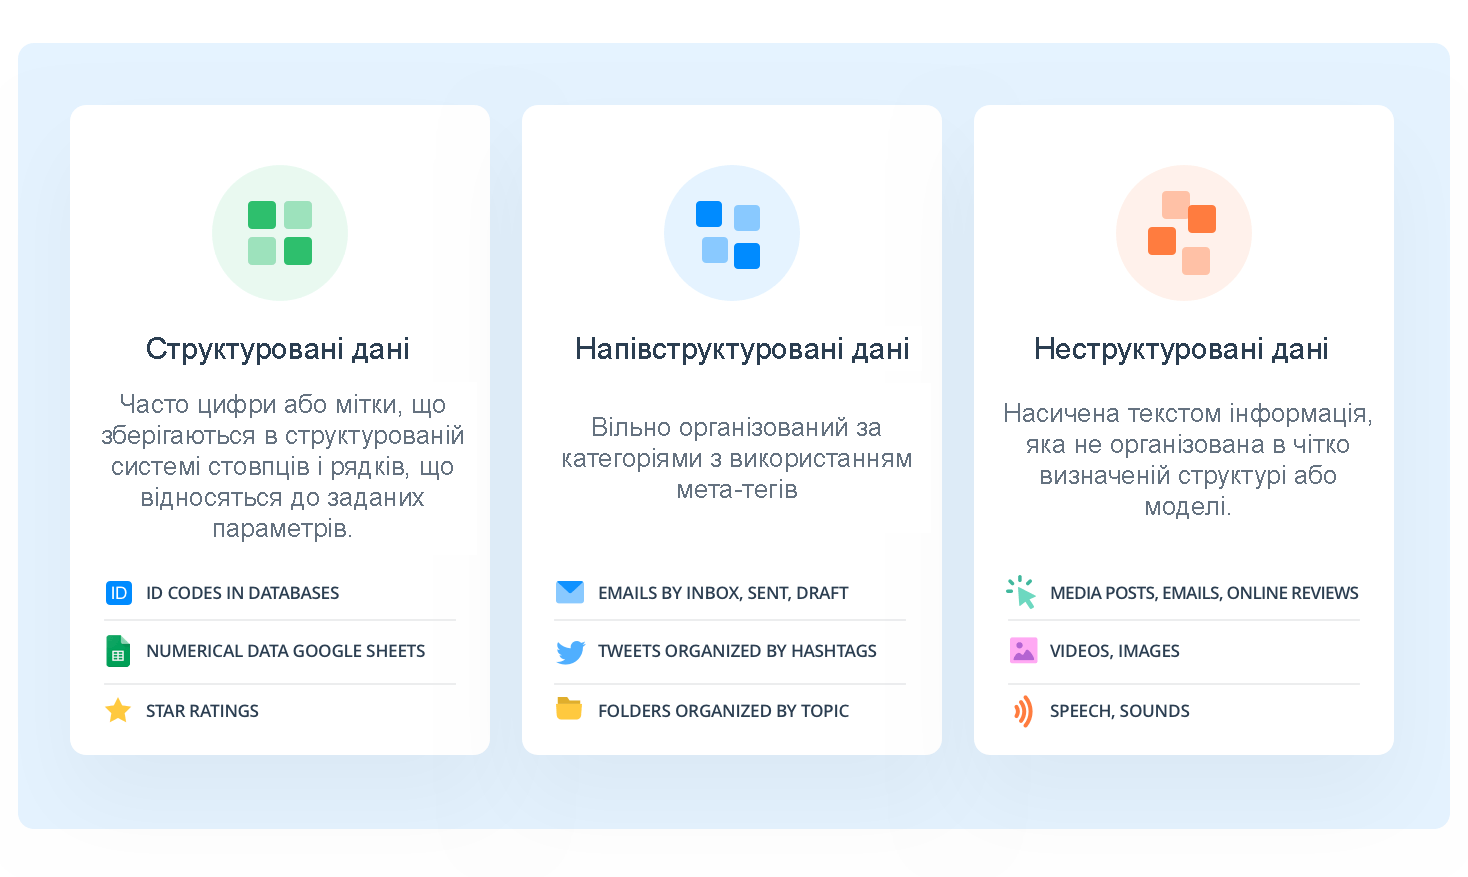 Структуровані дані
Часто цифри або мітки, що
зберігаються в структурованій
системі стовпців і рядків, що
відносяться до заданих
параметрів.
ID
ID CODES IN DATABASES
NUMERICAL DATA GOOGLE SHEETS
STAR RATINGS
Напівструктуровані дані
Вільно організований за
категоріями з використанням
мета-тегів
EMAILS BY INBOX, SENT, DRAFT
TWEETS ORGANIZED BY HASHTAGS
FOLDERS ORGANIZED BY TOPIC
Неструктуровані дані
Насичена текстом інформація,
яка не організована в чітко
визначеній структурі або
моделі.
MEDIA POSTS, EMAILS, ONLINE REVIEWS
VIDEOS, IMAGES
SPEECH, SOUNDS